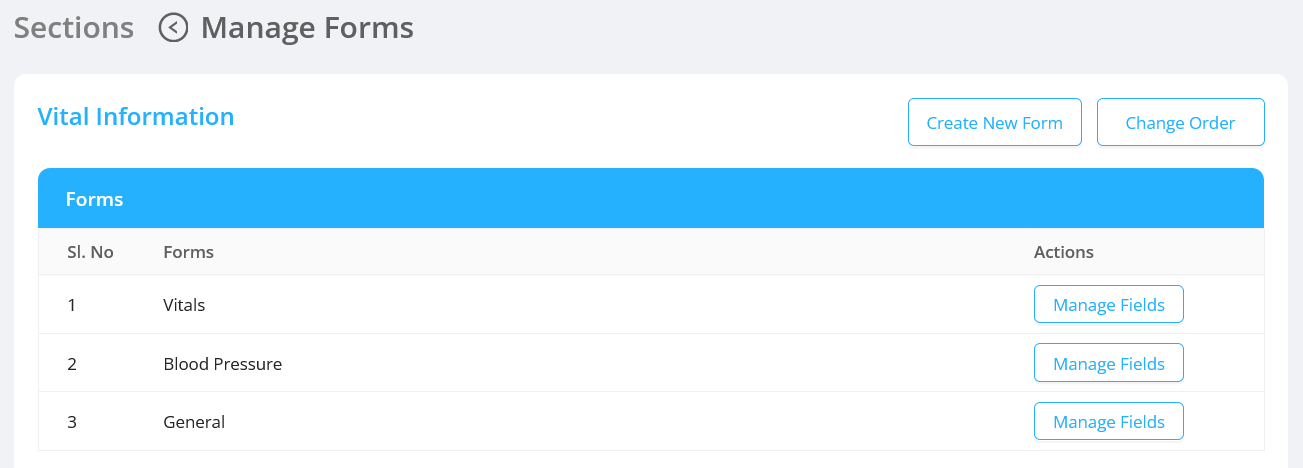 Sections Manage Forms
Vital Information
Create New Form Change Order
Forms
Sl. No Forms Actions
1 Vitals Manage Fields
2 Blood Pressure Manage Fields
3 General Manage Fields